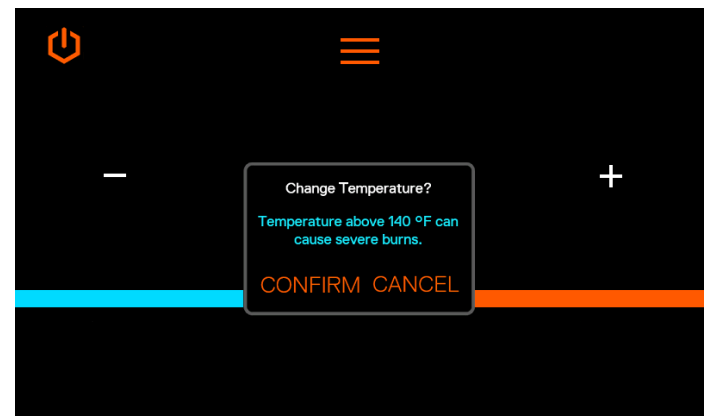 Change Temperature?
Temperature above 140 °F can
cause severe burns.
CONFIRM CANCEL